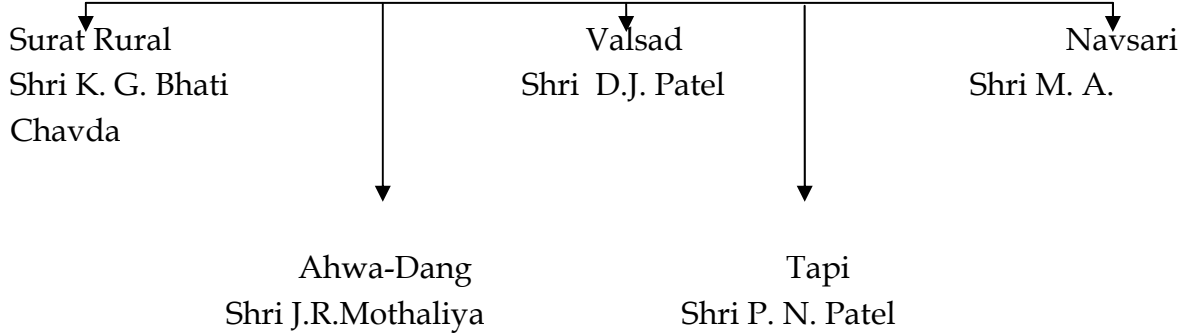 Surat Rural Valsad Navsari
Shri K. G. Bhati Shri D.J. Patel Shri M. A.
Chavda
Ahwa-Dang Tapi
Shri J.R.Mothaliya Shri P. N. Patel